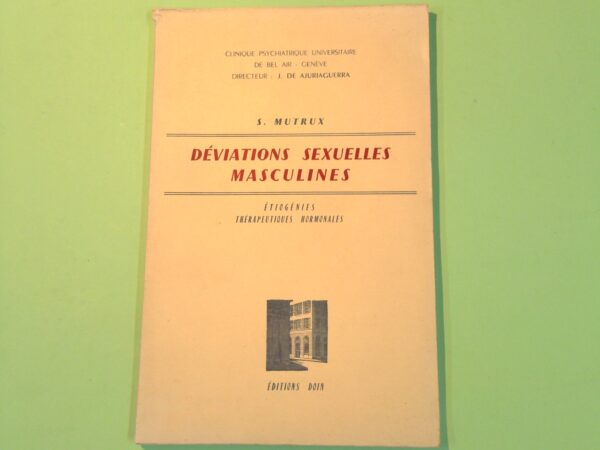 CLINIQUE PSYCHIATRIQUE UNIVERSITAIRE
DE BEL AIR - GENÈVE
DIRECTEUR - J. DE AJURIAGUERRA
S. MUTRUX
DÉVIATIONS SEXUELLES
MASCULINES
ÉTIOGÉNIES
THÉRAPEUTIQUES HORMONALES
ÉDITIONS DOIN